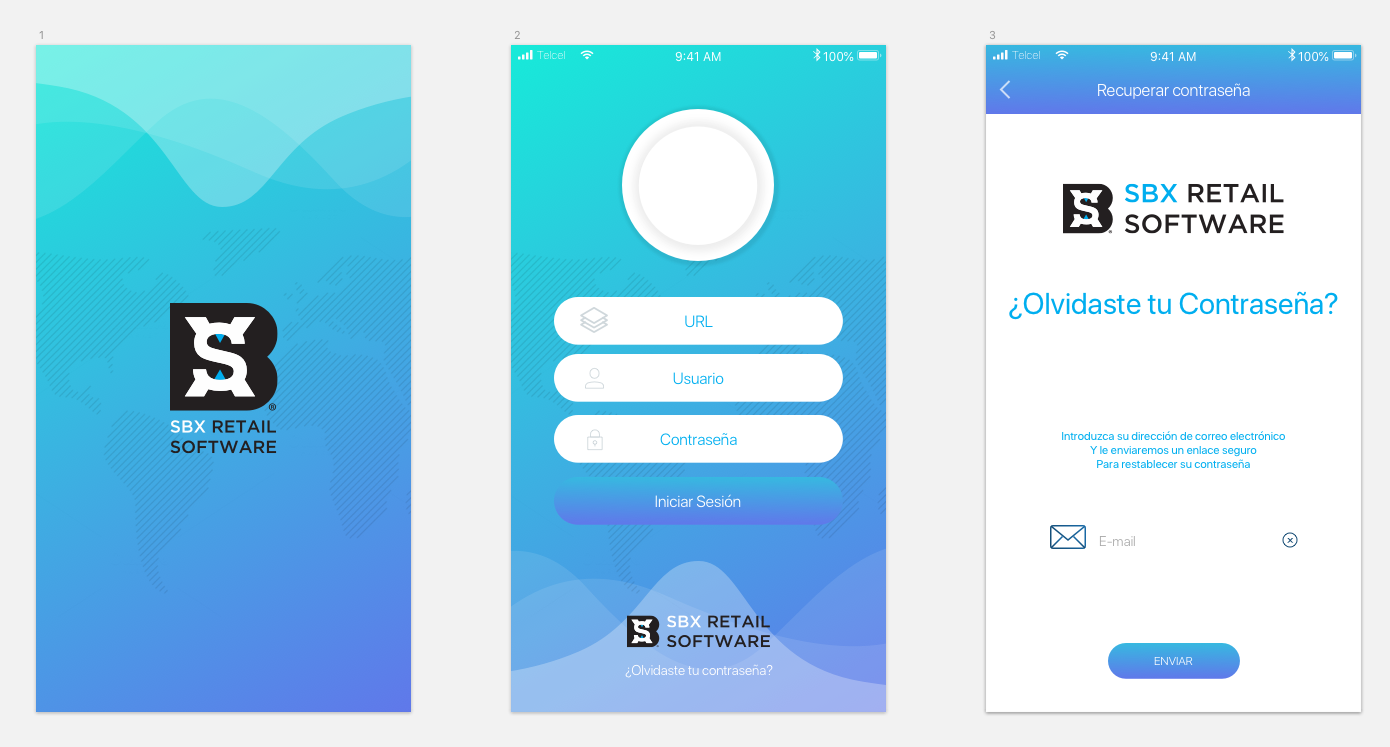 1
SBX RETAIL
SOFTWARE
®
2
Telcel
9:41 AM
100%
URL
Usuario
Contraseña
Iniciar Sesión
SBX RETAIL
SOFTWARE
¿Olvidaste tu contraseña?
3
Telcel
9:41 AM
100%
Recuperar contraseña
SBX RETAIL
SOFTWARE
¿Olvidaste tu Contraseña?
Introduzca su dirección de correo electrónico
Y le enviaremos un enlace seguro
Para restablecer su contraseña
E-mail
ENVIAR